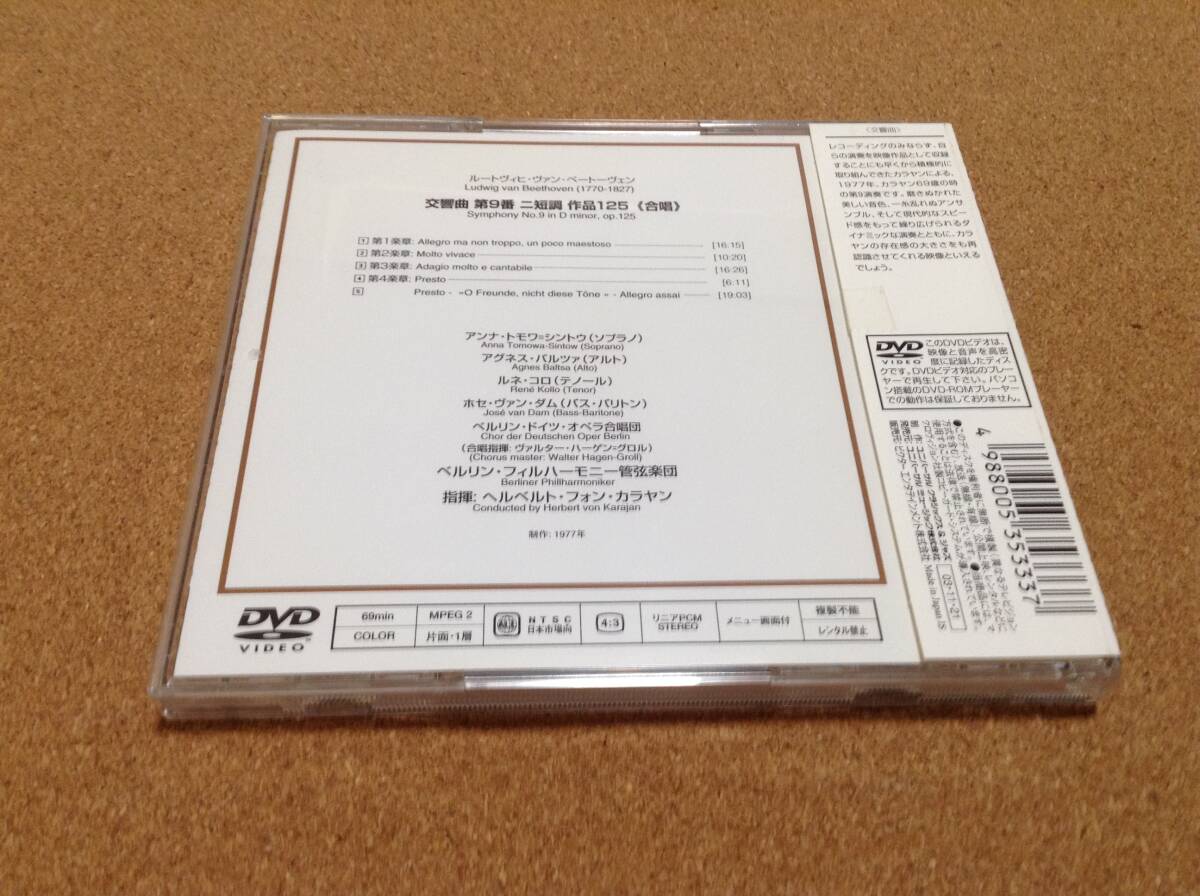 ルートヴィヒ・ヴァン・ベートーヴェン
Ludwig van Beethoven (1770-1827)
交響曲 第9番 ニ短調 作品125 《合唱》
Symphony No.9 in D minor, op.125
1 第1楽章: Allegro ma non troppo, un poco maestoso [16:15]
2 第2楽章: Molto vivace [10:20]
3 第3楽章: Adagio molto e cantabile [16:26]
4 第4楽章: Presto [6:11]
5 Presto - «O Freunde, nicht diese Töne » - Allegro assai [19:03]
アンナ・トモワ=シントウ(ソプラノ)
Anna Tomowa-Sintow (Soprano)
アグネス・バルツァ(アルト)
Agnes Baltsa (Alto)
ルネ・コロ(テノール)
René Kollo (Tenor)
ホセ・ヴァン・ダム(バス・バリトン)
José van Dam (Bass-Baritone)
ベルリン・ドイツ・オペラ合唱団
Chor der Deutschen Oper Berlin
(合唱指揮: ヴァルター・ハーゲン=グロル)
(Chorus master: Walter Hagen-Groll)
ベルリン・フィルハーモニー管弦楽団
Berliner Philharmoniker
指揮: ヘルベルト・フォン・カラヤン
Conducted by Herbert von Karajan
制作: 1977年
DVD
VIDEO
69min
COLOR
MPEG 2
片面・1層
ALL
NTSC
日本市場向
4:3
リニアPCM
STEREO
メニュー画面付
複製不能
レンタル禁止
〈交響曲〉
レコーディングのみならず、自
らの演奏を映像作品として収録
することにも早くから積極的に
取り組んできたカラヤンによる、
1977年、カラヤン69歳の時
の第9演奏です。磨きぬかれた
美しい音色、一糸乱れぬアンサ
ンブル、そして現代的なスピー
ド感をもって繰り広げられるダ
イナミックな演奏とともに、カラ
ヤンの存在感の大きさをも再
認識させてくれる映像といえる
でしょう。
DVD
VIDEO
このDVDビデオは、
映像と音声を高密
度に記録したディス
クです。DVDビデオ対応のプレー
ヤーで再生して下さい。パソコ
ン搭載のDVD-ROMプレーヤー
での動作は保証しておりません。
4 988005 353337
03・11・21
Made in Japan